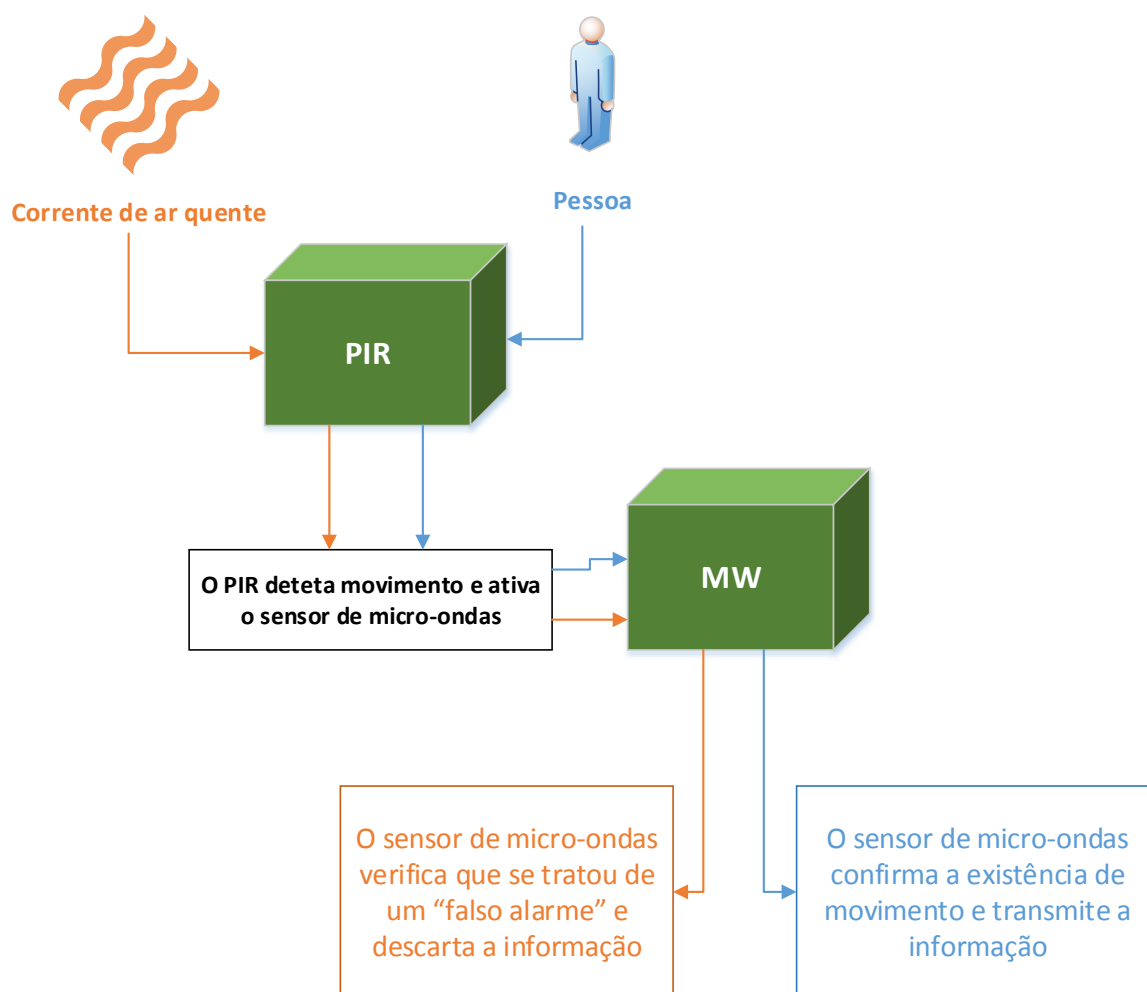 Corrente de ar quente
Pessoa
PIR
O PIR deteta movimento e ativa
o sensor de micro-ondas
MW
O sensor de micro-ondas
verifica que se tratou de
um “falso alarme” e
descarta a informação
O sensor de micro-ondas
confirma a existência de
movimento e transmite a
informação